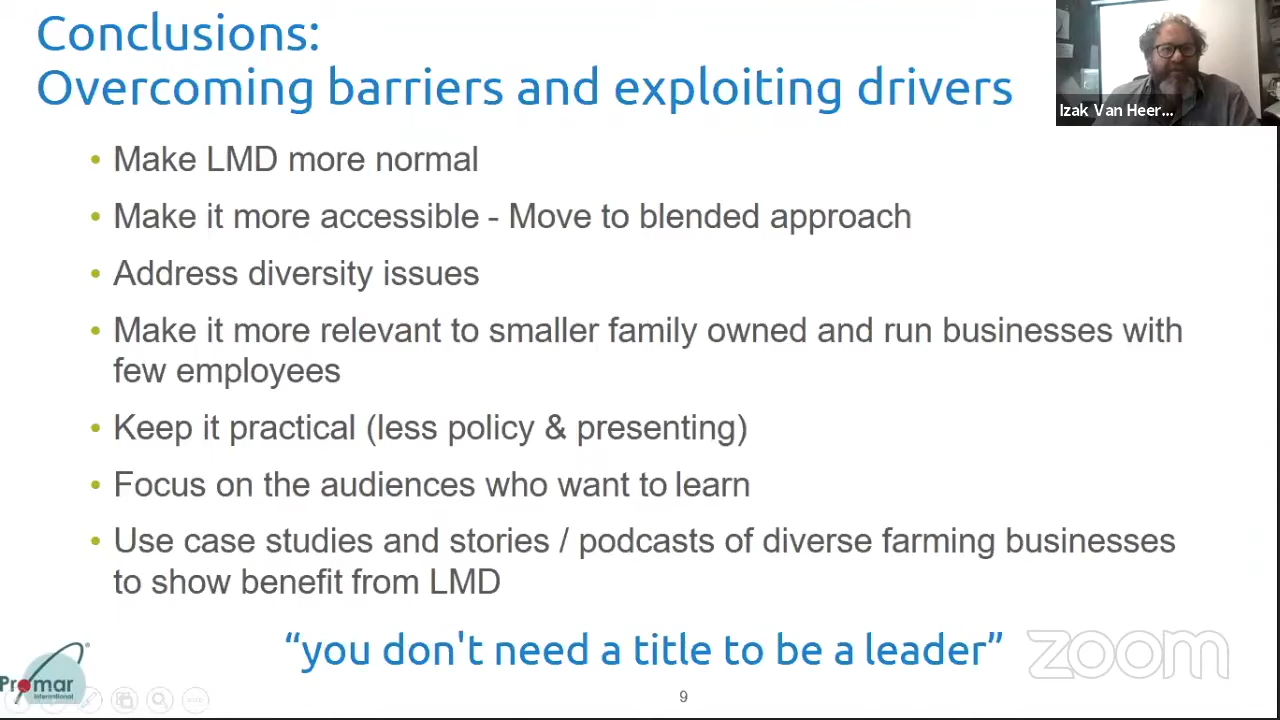 Conclusions:
Overcoming barriers and exploiting drivers
Izak Van Heer...
• Make LMD more normal
• Make it more accessible - Move to blended approach
• Address diversity issues
• Make it more relevant to smaller family owned and run businesses with
few employees
• Keep it practical (less policy & presenting)
• Focus on the audiences who want to learn
• Use case studies and stories / podcasts of diverse farming businesses
to show benefit from LMD
“you don't need a title to be a leader”
zoom
Promar
International
9